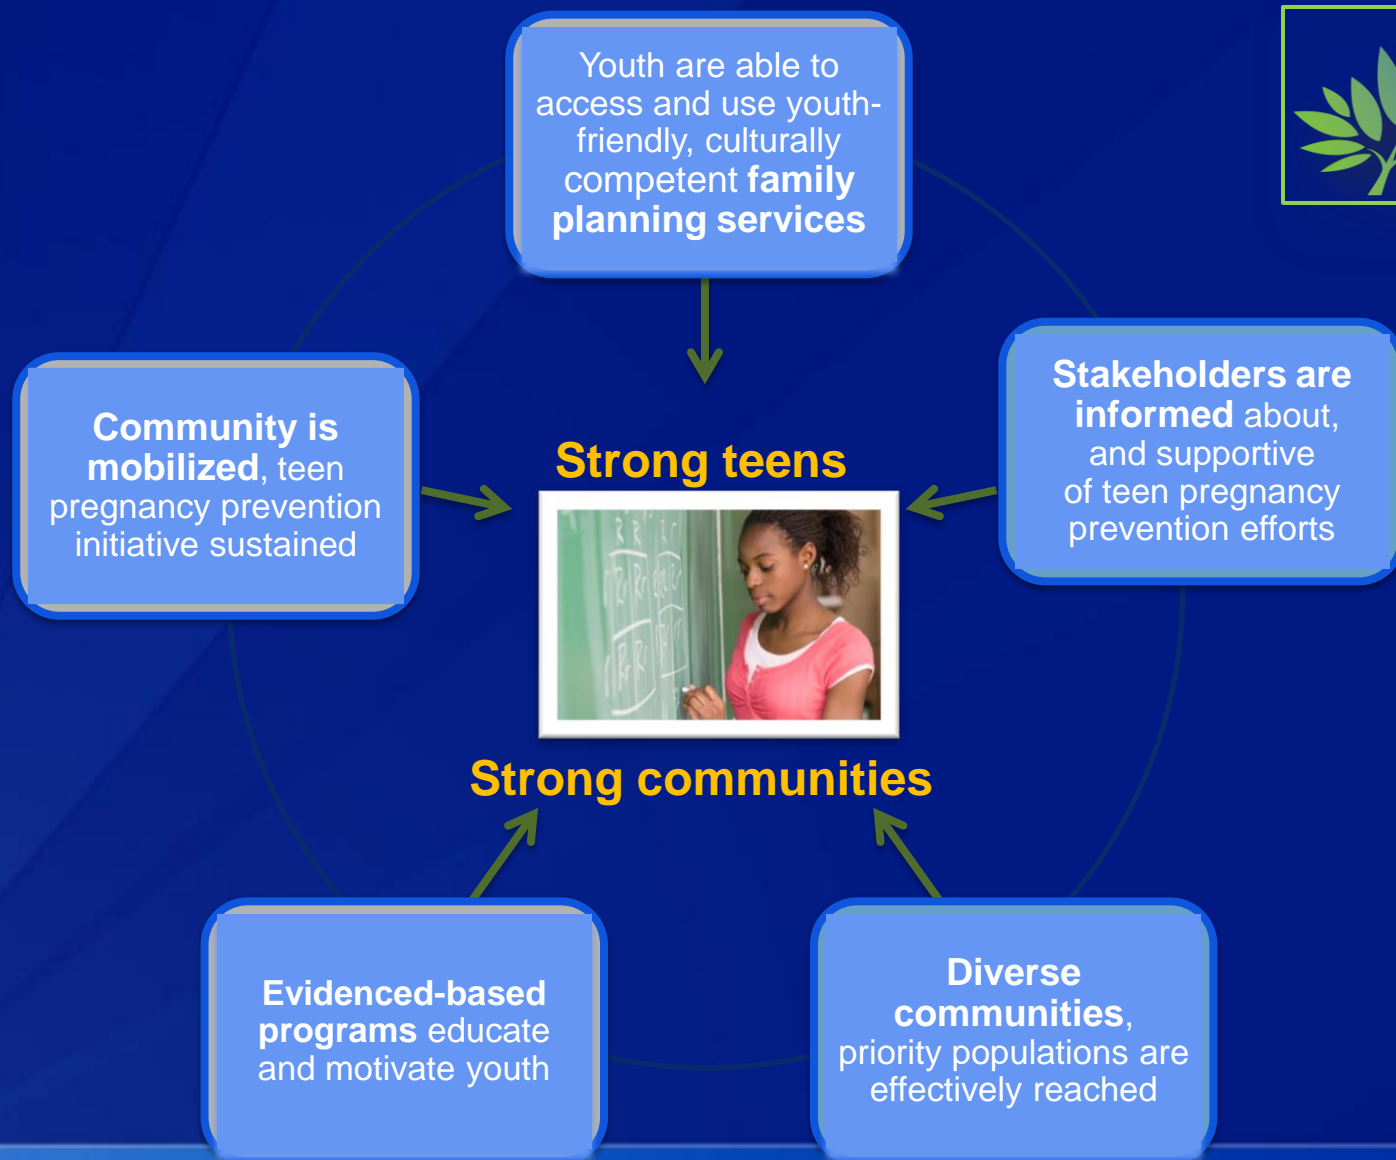 Youth are able to
access and use youth-
friendly, culturally
competent family
planning services
Community is
mobilized, teen
pregnancy prevention
initiative sustained
Stakeholders are
informed about,
and supportive
of teen pregnancy
prevention efforts
Strong teens
Strong communities
Evidenced-based
programs educate
and motivate youth
Diverse
communities,
priority populations are
effectively reached